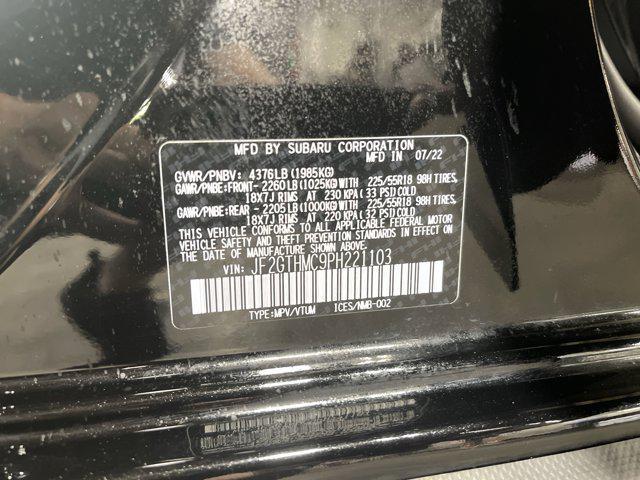 MFD BY SUBARU CORPORATION
MFD IN 07/22
GVWR/PNBV: 4376LB (1985KG)
GAWR/PNBE:FRONT- 2260LB(1025KG)WITH 225/55R18 98H TIRES,
18X7J RIMS, AT 230 KPA(33 PSI)COLD
GAWR/PNBE:REAR - 2205LB(1000KG)WITH 225/55R18 98H TIRES,
18X7J RIMS, AT 220 KPA(32 PSI)COLD
THIS VEHICLE CONFORMS TO ALL APPLICABLE FEDERAL MOTOR
VEHICLE SAFETY AND THEFT PREVENTION STANDARDS IN EFFECT ON
THE DATE OF MANUFACTURE SHOWN ABOVE.
VIN: JF2GTHMC9PH221103
TYPE:MPV/VTUM ICES/NMB-002